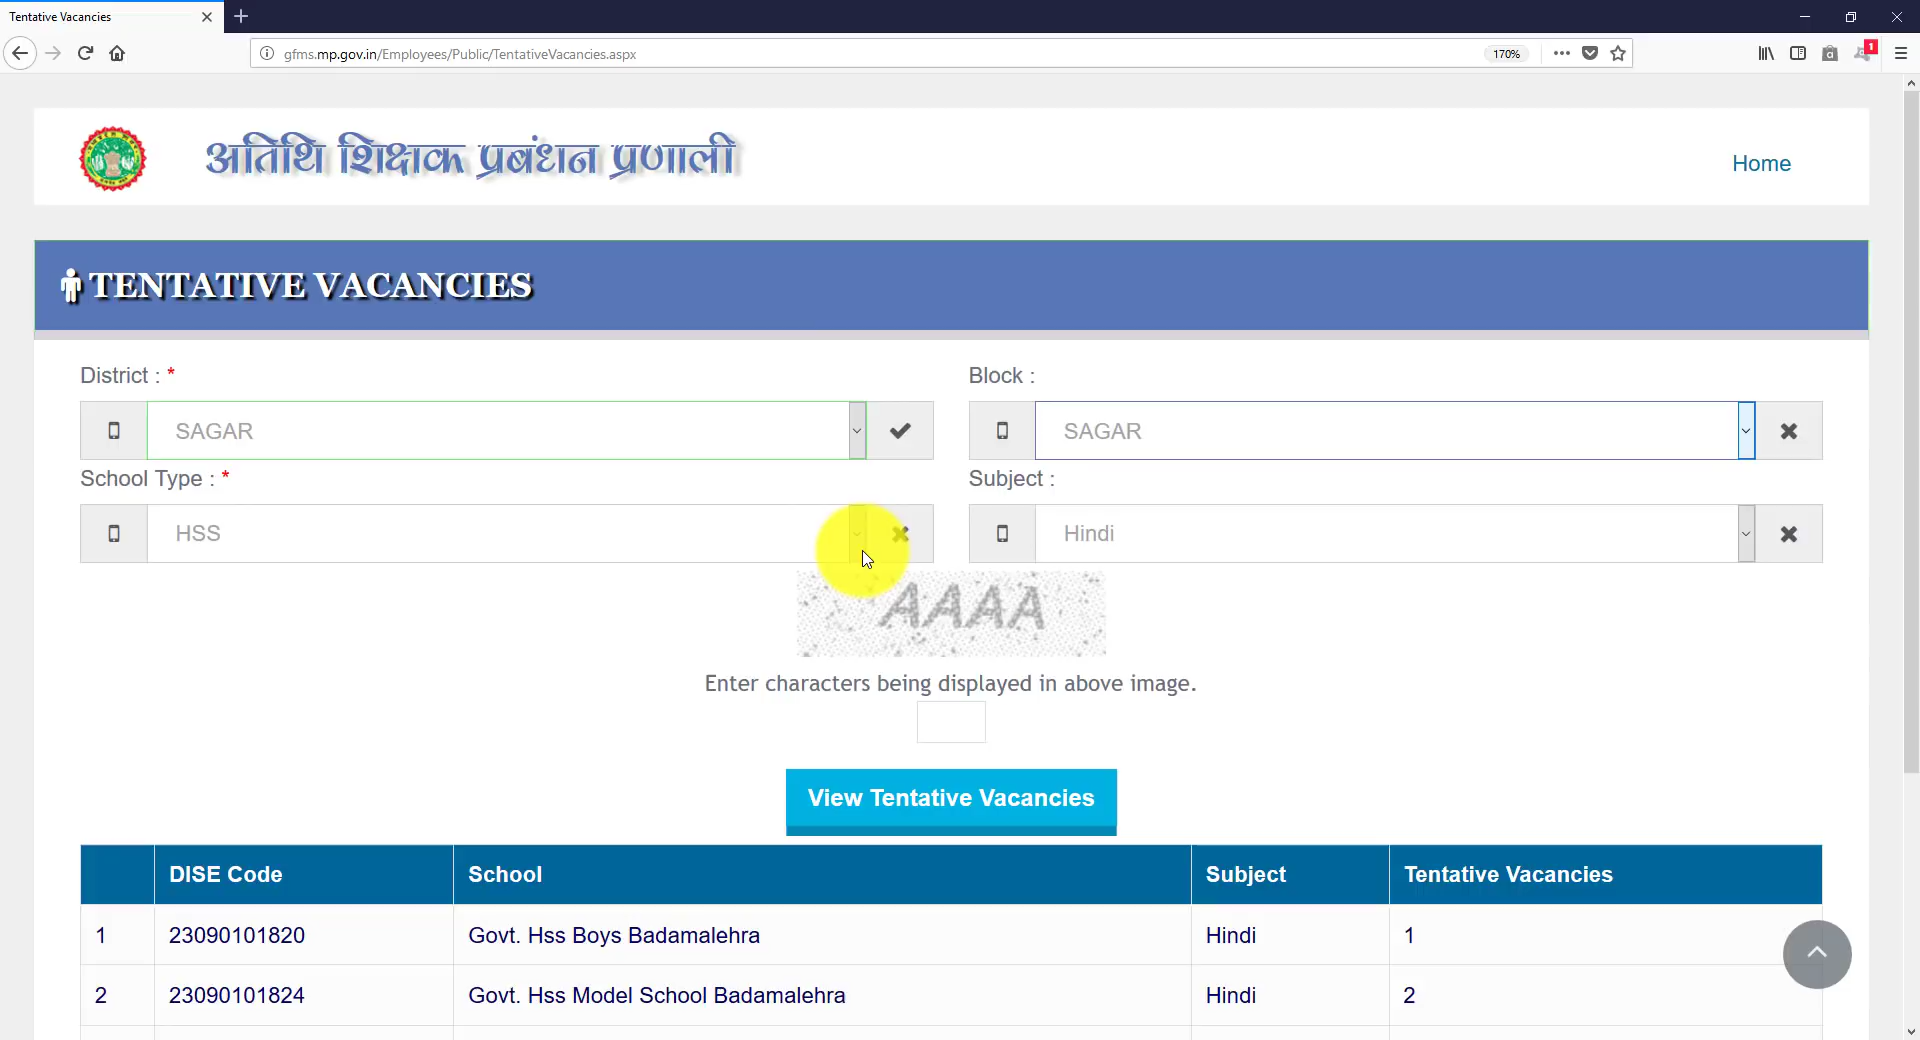 Tentative Vacancies
gfms.mp.gov.in/Employees/Public/TentativeVacancies.aspx
170%
1
अतिथि शिक्षक प्रबंधन प्रणाली
Home
TENTATIVE VACANCIES
District : *
Block :
SAGAR
SAGAR
School Type : *
Subject :
HSS
Hindi
AAAA
Enter characters being displayed in above image.
View Tentative Vacancies
DISE Code School Subject Tentative Vacancies
1 23090101820 Govt. Hss Boys Badamalehra Hindi 1
2 23090101824 Govt. Hss Model School Badamalehra Hindi 2